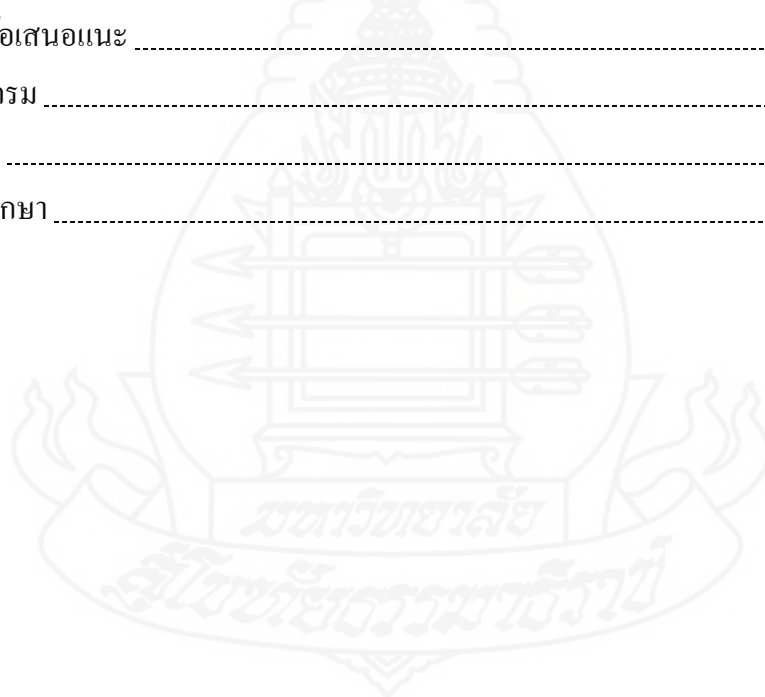 อเสนอแนะ
กรม
กษา
มหาวิทยาลัย
สุโขทัยธรรมาธิราช